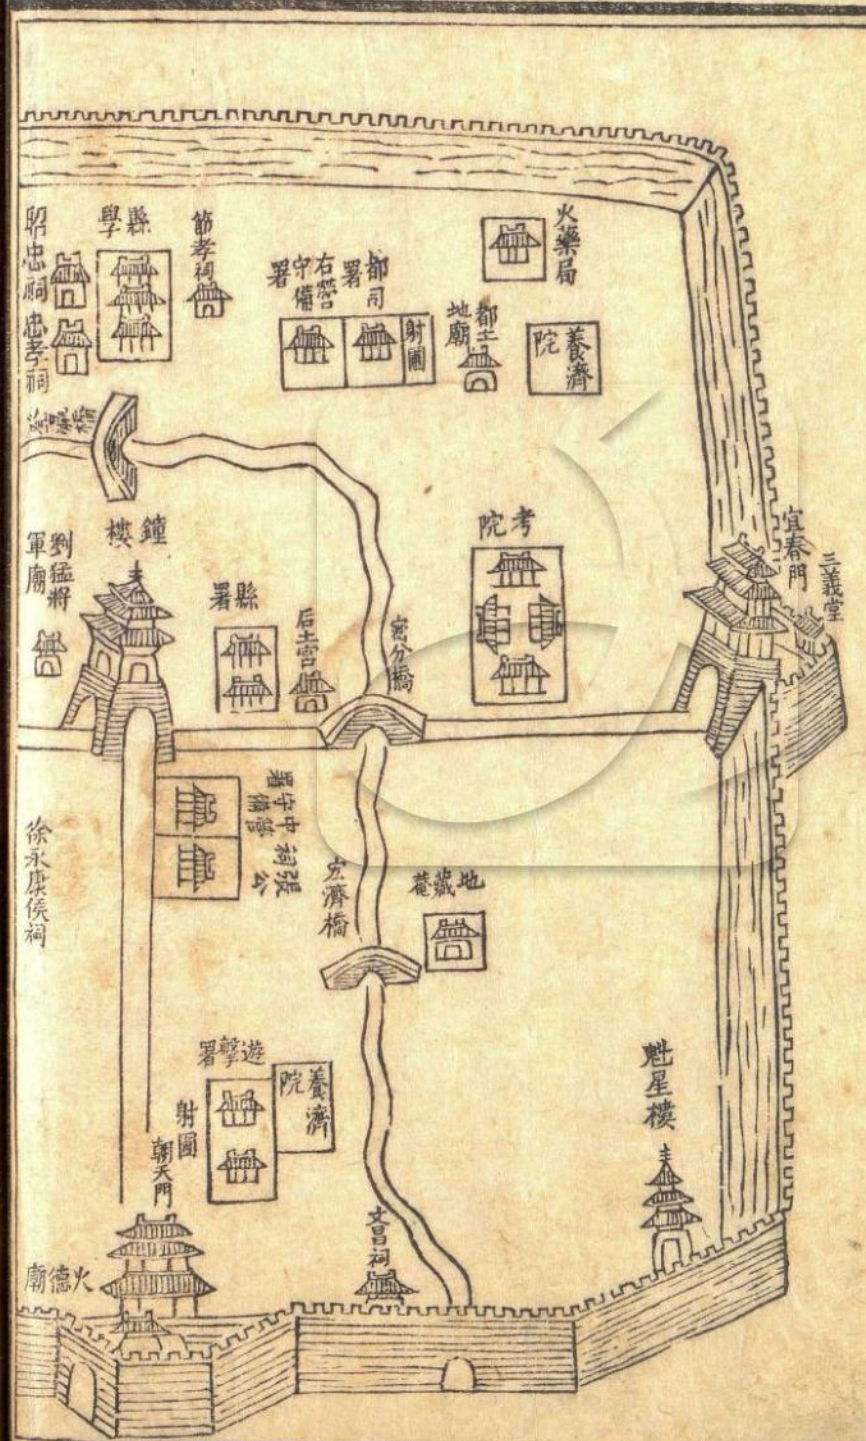 火藥局
養濟院
都土地廟
都司署
射圃
右營守備署
節孝祠
縣學
昭忠祠
忠孝祠
宜春門
三義堂
考院
宏分橋
后土宮
縣署
鐘樓
劉猛將軍廟
地藏菴
宏濟橋
張公祠
中營守備署
徐永康侯祠
魁星樓
養濟院
遊擊署
射圃
朝天門
文昌祠
火德廟